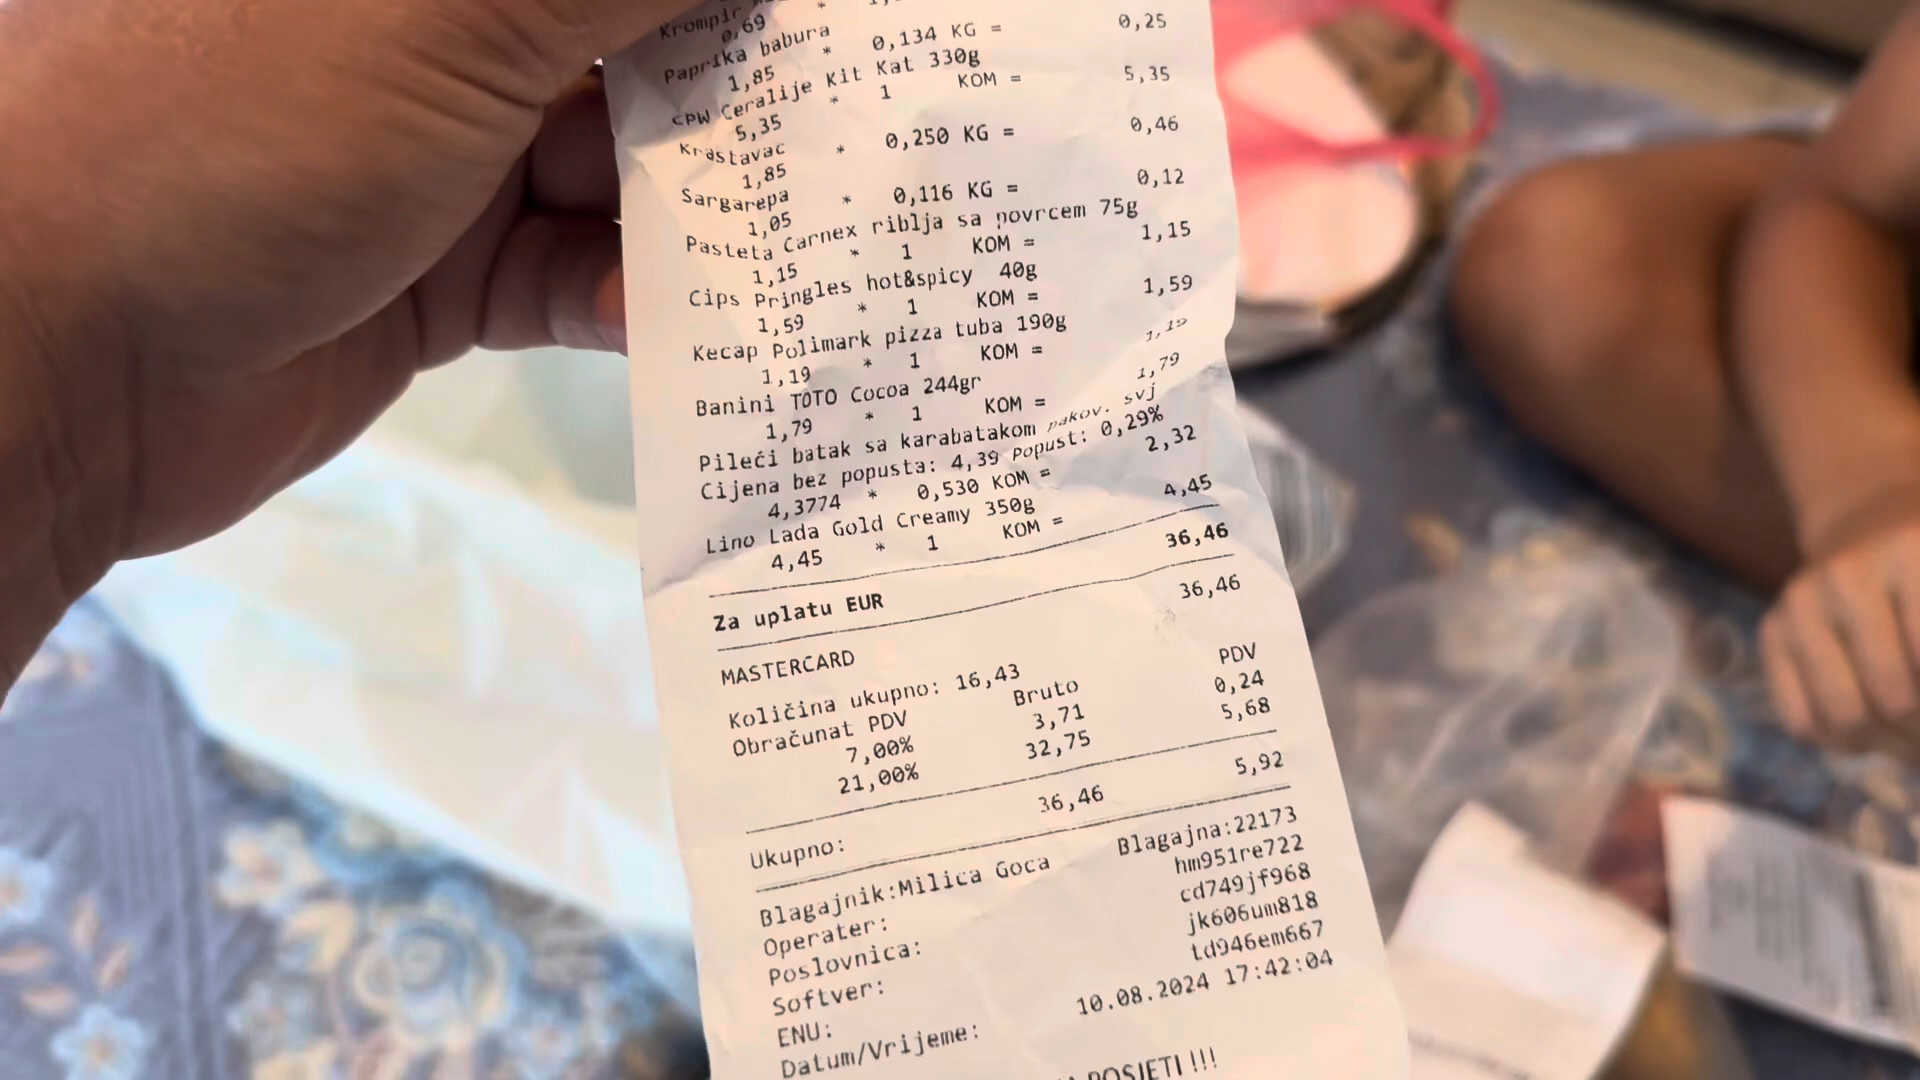 Krompir
0,69 *
Paprika babura
1,85 * 0,134 KG = 0,25
CPW Ceralije Kit Kat 330g
5,35 * 1 KOM = 5,35
Krastavac
1,85 * 0,250 KG = 0,46
Sargarepa
1,05 * 0,116 KG = 0,12
Pasteta Carnex riblja sa povrcem 75g
1,15 * 1 KOM = 1,15
Cips Pringles hot&spicy 40g
1,59 * 1 KOM = 1,59
Kecap Polimark pizza tuba 190g
1,19 * 1 KOM = 1,19
Banini TOTO Cocoa 244gr
1,79 * 1 KOM = 1,79
Pileći batak sa karabatakom pakov. svj
Cijena bez popusta: 4,39 Popust: 0,29%
4,3774 * 0,530 KOM = 2,32
Lino Lada Gold Creamy 350g
4,45 * 1 KOM = 4,45
Za uplatu EUR 36,46
MASTERCARD 36,46
Količina ukupno: 16,43
Obračunat PDV Bruto PDV
7,00% 3,71 0,24
21,00% 32,75 5,68
Ukupno: 36,46 5,92
Blagajnik:Milica Goca Blagajna:22173
Operater: hm951re722
Poslovnica: cd749jf968
Softver: jk606um818
ENU: td946em667
Datum/Vrijeme: 10.08.2024 17:42:04
POSJETI !!!